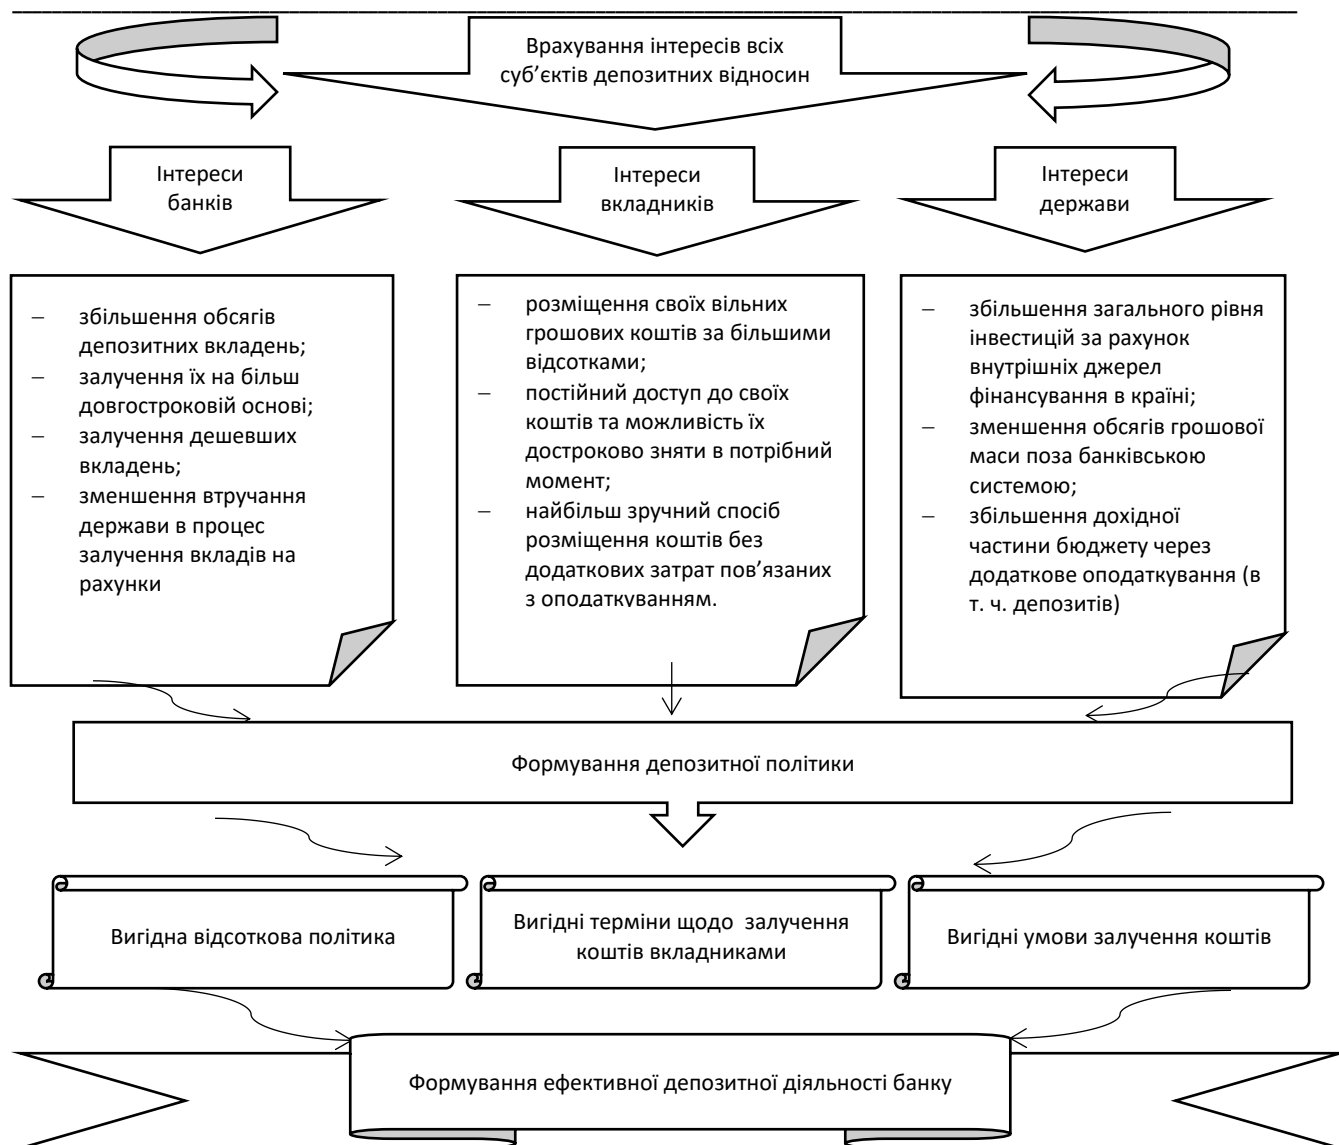 Врахування інтересів всіх
суб’єктів депозитних відносин
Інтереси
банків
Інтереси
вкладників
Інтереси
держави
– збільшення обсягів
депозитних вкладень;
– залучення їх на більш
довгостроковій основі;
– залучення дешевших
вкладень;
– зменшення втручання
держави в процес
залучення вкладів на
рахунки
– розміщення своїх вільних
грошових коштів за більшими
відсотками;
– постійний доступ до своїх
коштів та можливість їх
достроково зняти в потрібний
момент;
– найбільш зручний спосіб
розміщення коштів без
додаткових затрат пов’язаних
з оподаткуванням.
– збільшення загального рівня
інвестицій за рахунок
внутрішніх джерел
фінансування в країні;
– зменшення обсягів грошової
маси поза банківською
системою;
– збільшення дохідної
частини бюджету через
додаткове оподаткування (в
т. ч. депозитів)
Формування депозитної політики
Вигідна відсоткова політика
Вигідні терміни щодо залучення
коштів вкладниками
Вигідні умови залучення коштів
Формування ефективної депозитної діяльності банку